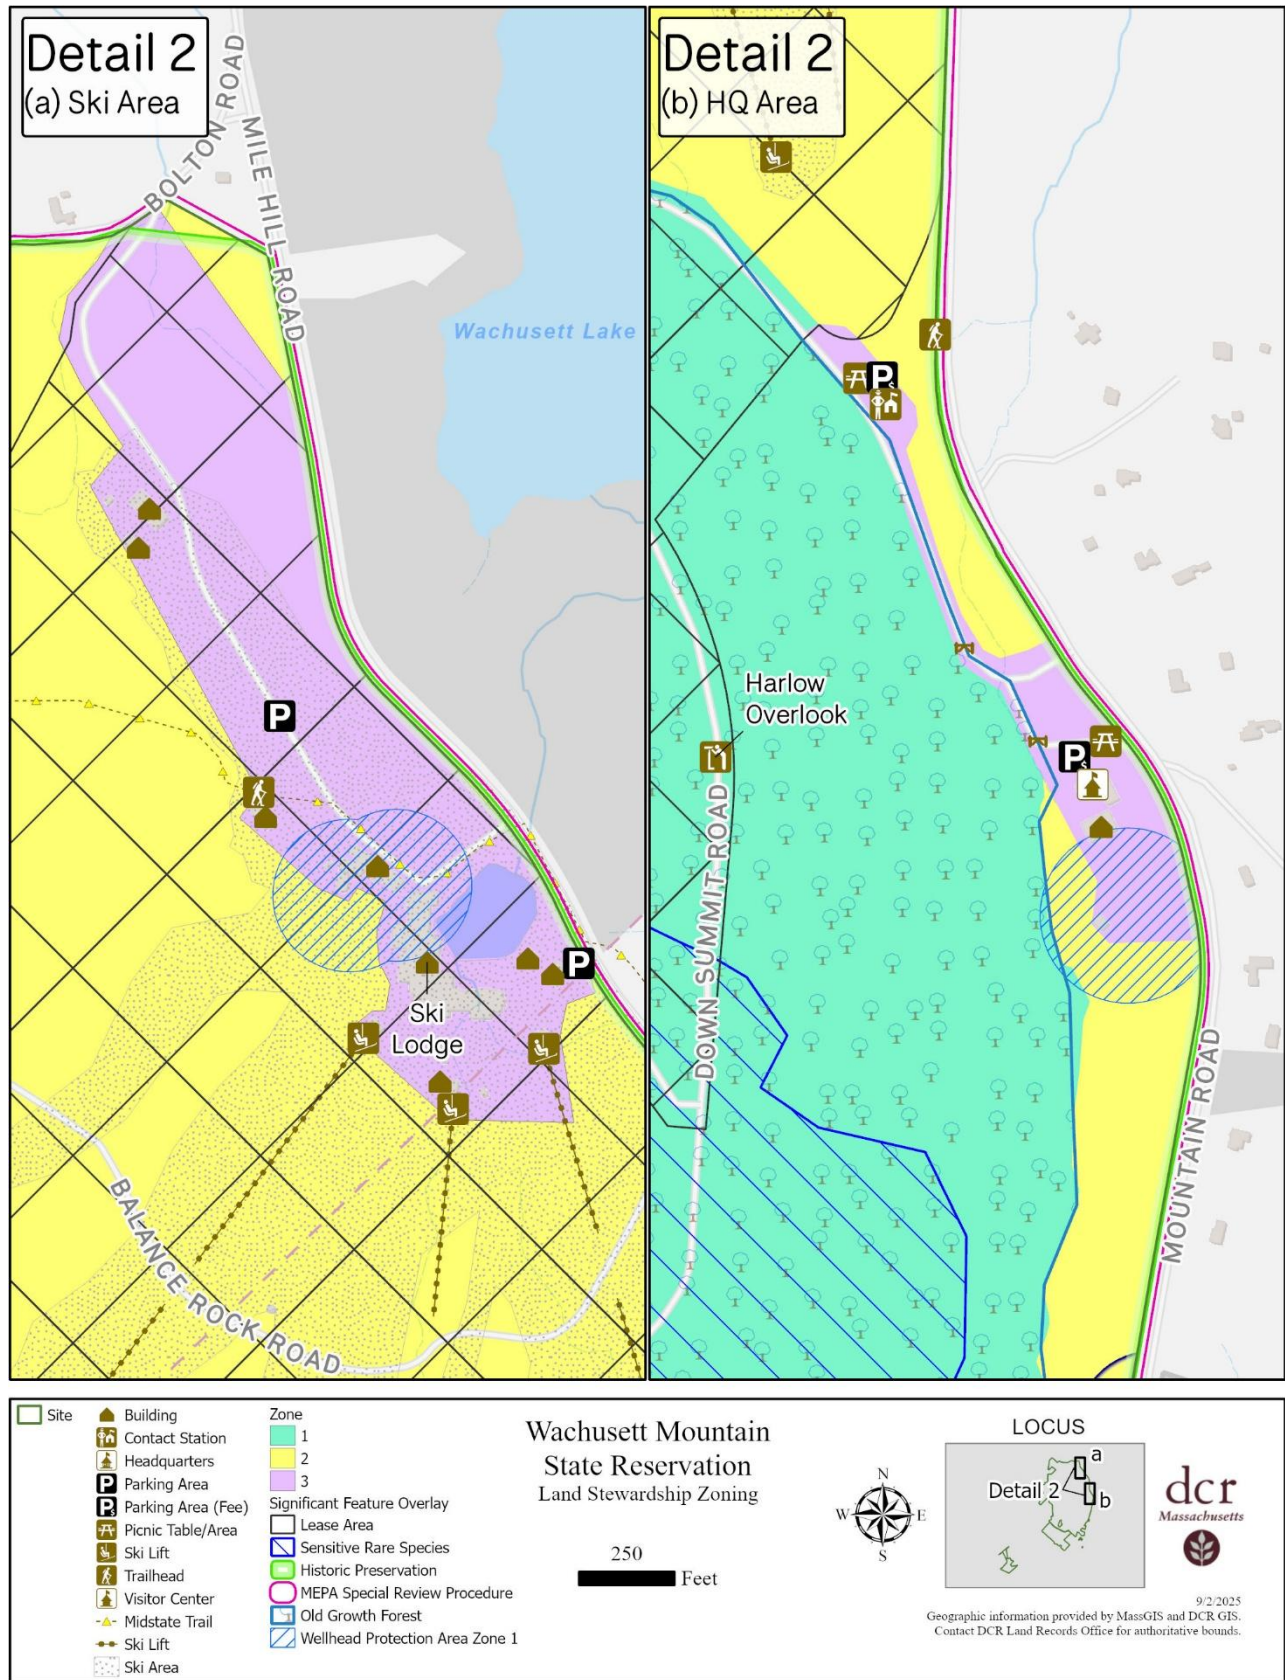 Detail 2
(a) Ski Area
BOLTON ROAD
MILE HILL ROAD
Wachusett Lake
P
P
Ski
Lodge
BALANCE ROCK ROAD
Detail 2
(b) HQ Area
P$
Harlow
Overlook
P$
DOWN SUMMIT ROAD
MOUNTAIN ROAD
Site
Building
Contact Station
Headquarters
P Parking Area
P$ Parking Area (Fee)
Picnic Table/Area
Ski Lift
Trailhead
Visitor Center
Midstate Trail
Ski Lift
Ski Area
Zone
1
2
3
Significant Feature Overlay
Lease Area
Sensitive Rare Species
Historic Preservation
MEPA Special Review Procedure
Old Growth Forest
Wellhead Protection Area Zone 1
Wachusett Mountain
State Reservation
Land Stewardship Zoning
250
Feet
N
W E
S
LOCUS
a
Detail 2
b
dcr
Massachusetts
9/2/2025
Geographic information provided by MassGIS and DCR GIS.
Contact DCR Land Records Office for authoritative bounds.